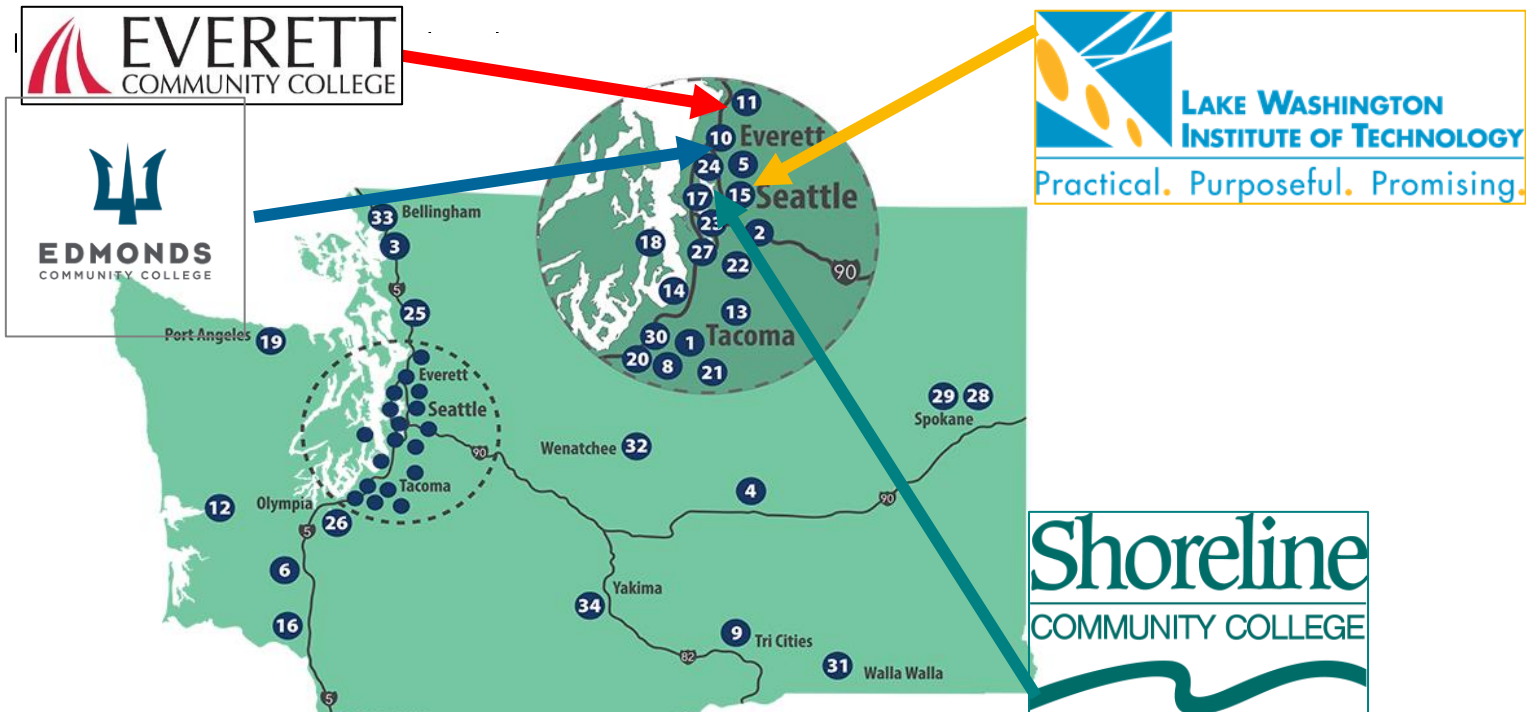 EVERETT
COMMUNITY COLLEGE
EDMONDS
COMMUNITY COLLEGE
LAKE WASHINGTON
INSTITUTE OF TECHNOLOGY
Practical. Purposeful. Promising.
11
10 Everett
24 5
17 15 Seattle
23 2
18 27 22
90
14
13
30 1 Tacoma
20 8 21
33 Bellingham
3
5
25
Port Angeles 19
Everett
Seattle
90
Tacoma
Olympia
26
5
12
6
16
5
Wenatchee 32
4
90
29 28
Spokane
Yakima
34
9 Tri Cities
82
31 Walla Walla
Shoreline
COMMUNITY COLLEGE